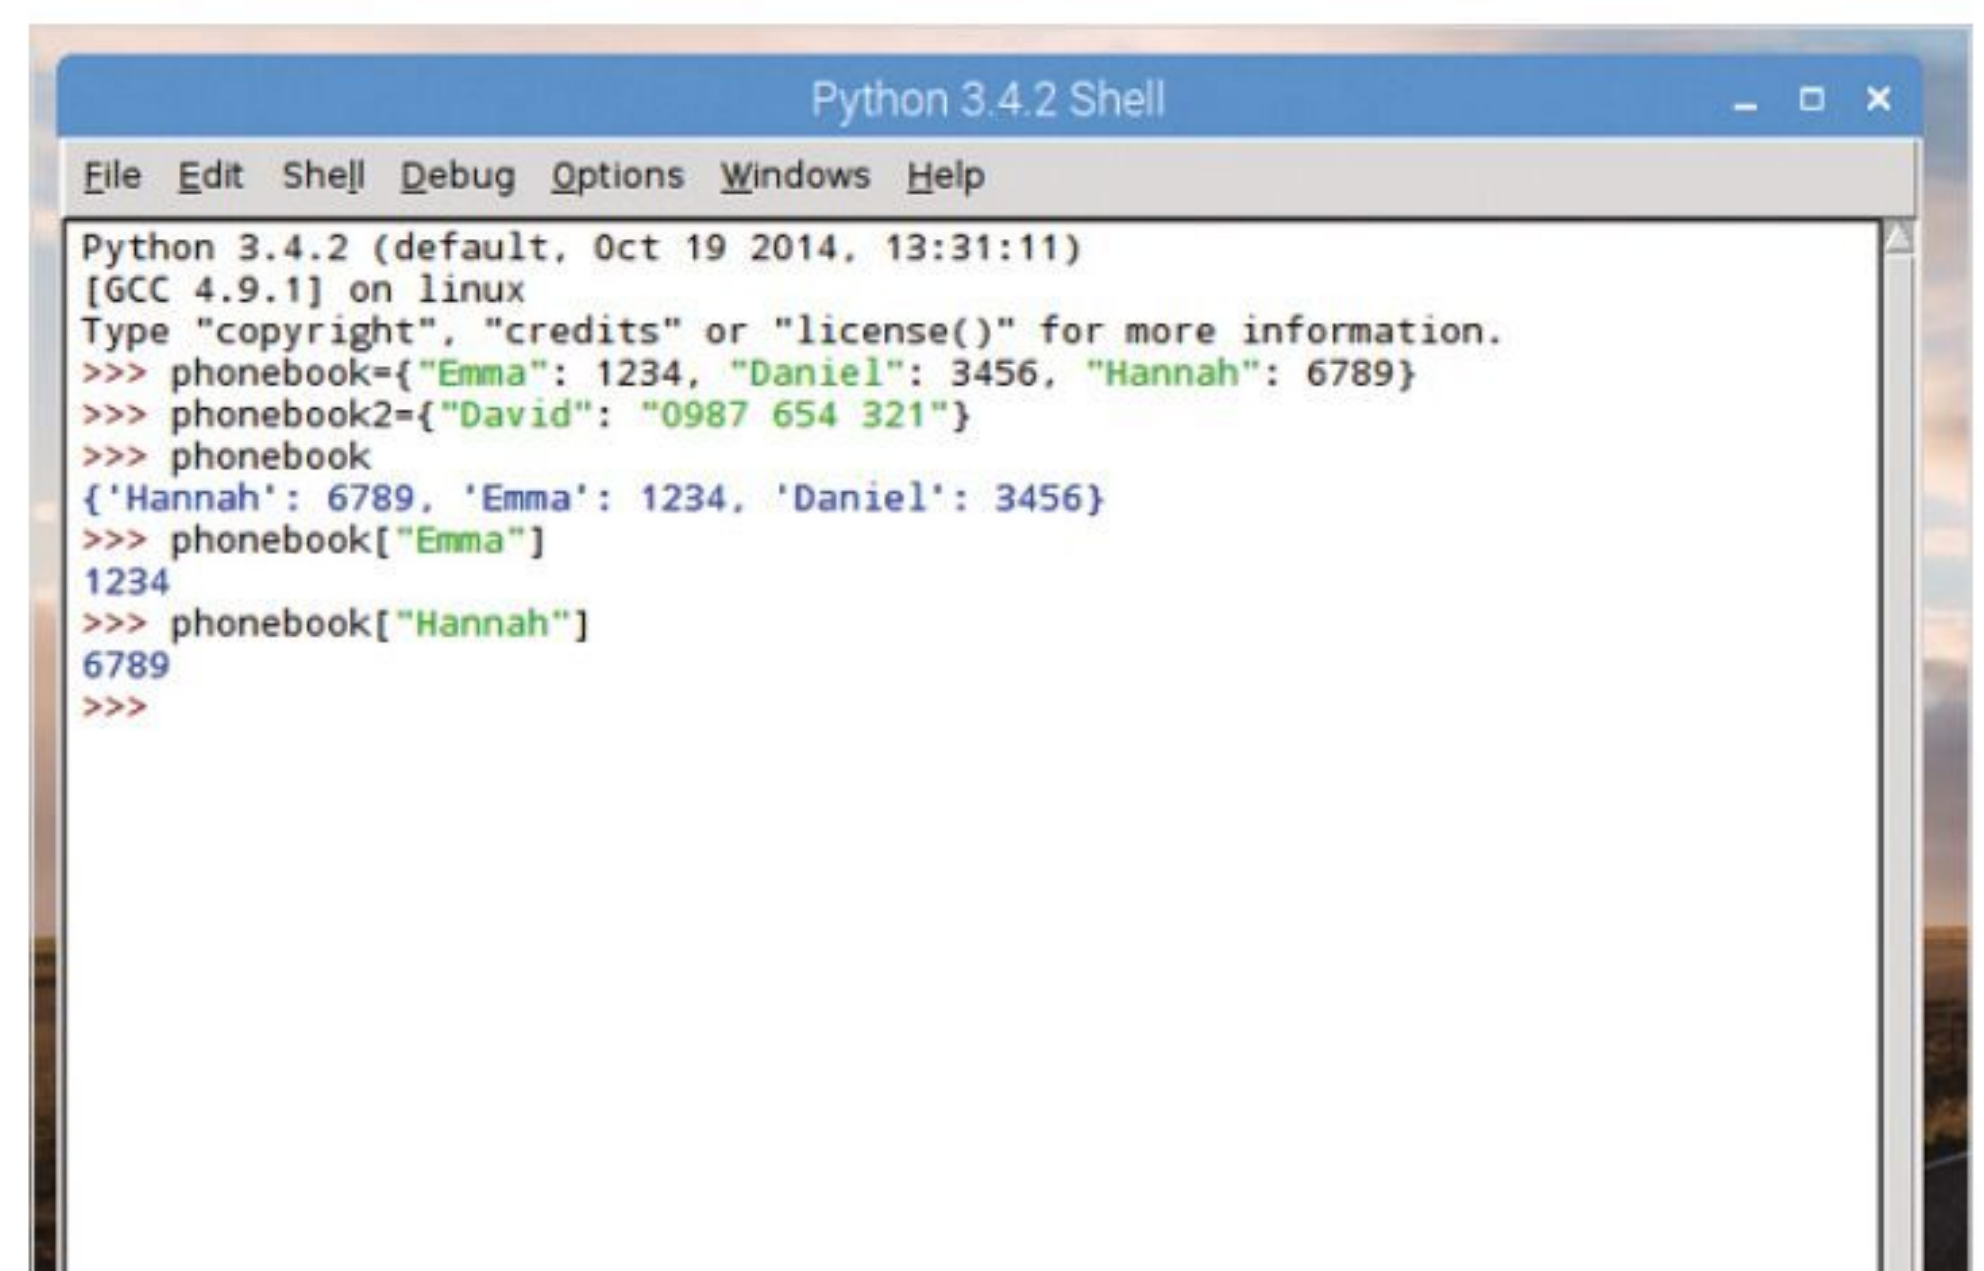 Python 3.4.2 Shell
File Edit Shell Debug Options Windows Help
Python 3.4.2 (default, Oct 19 2014, 13:31:11)
[GCC 4.9.1] on linux
Type "copyright", "credits" or "license()" for more information.
>>> phonebook={"Emma": 1234, "Daniel": 3456, "Hannah": 6789}
>>> phonebook2={"David": "0987 654 321"}
>>> phonebook
{'Hannah': 6789, 'Emma': 1234, 'Daniel': 3456}
>>> phonebook["Emma"]
1234
>>> phonebook["Hannah"]
6789
>>>